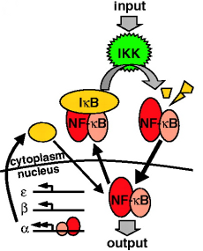 input
IKK
IκB
NF-κB
NF-κB
cytoplasm
nucleus
ε
β
α
NF-κB
output